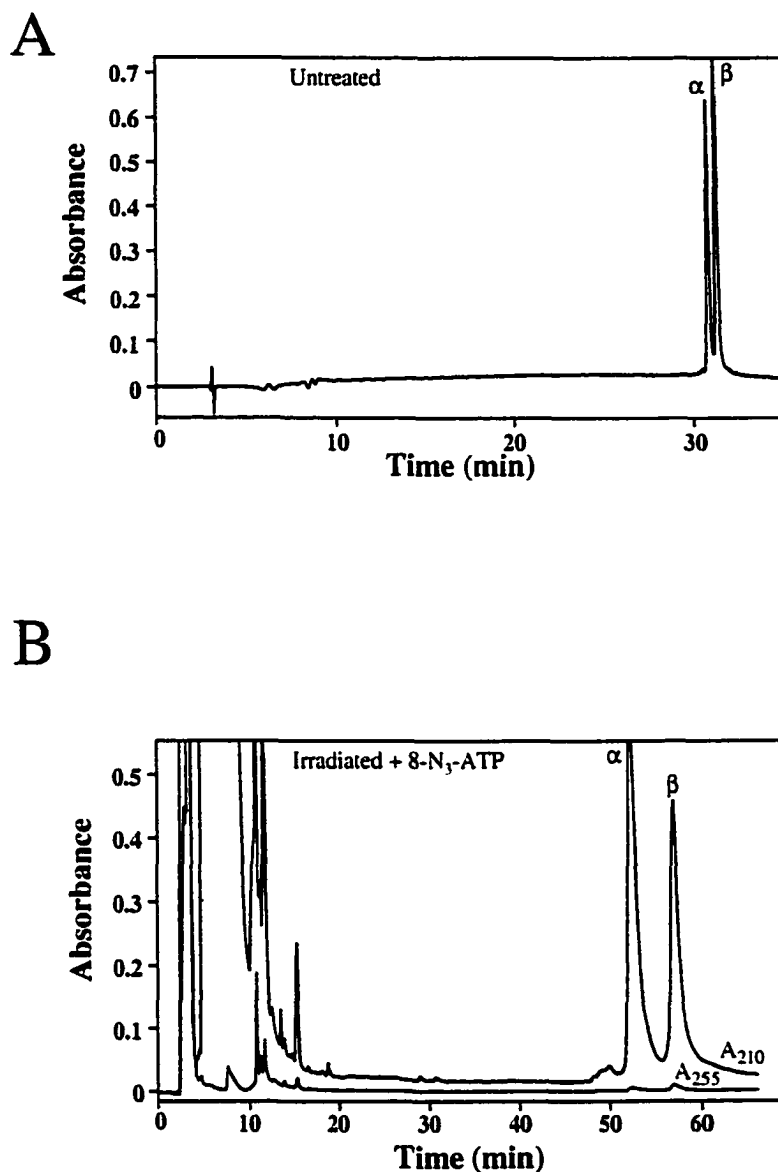 A
Untreated
α
β
0.7
0.6
0.5
0.4
0.3
0.2
0.1
0
Absorbance
0 10 20 30
Time (min)
B
Irradiated + 8-N₃-ATP
α
β
0.5
0.4
0.3
0.2
0.1
0
Absorbance
A₂₁₀
A₂₅₅
0 10 20 30 40 50 60
Time (min)